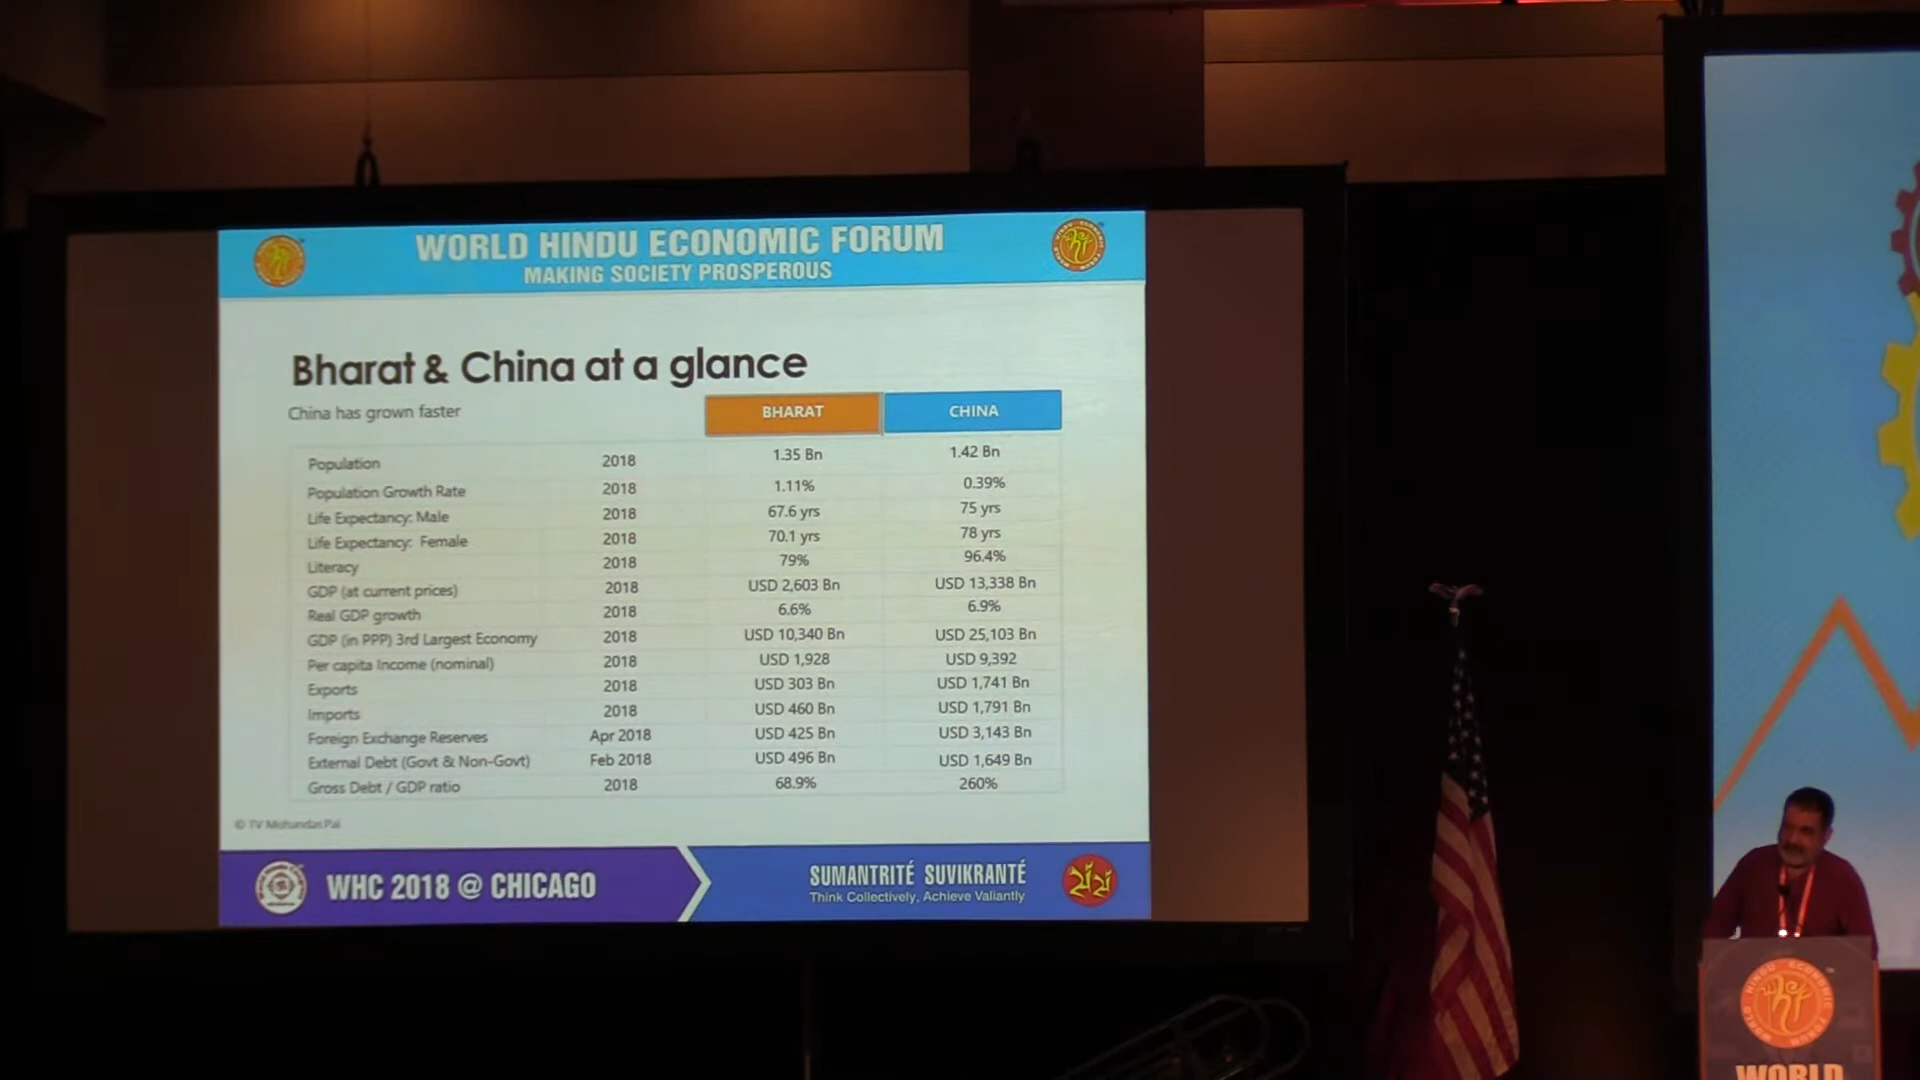 WORLD HINDU ECONOMIC FORUM
MAKING SOCIETY PROSPEROUS
Bharat & China at a glance
China has grown faster
BHARAT CHINA
Population 2018 1.35 Bn 1.42 Bn
Population Growth Rate 2018 1.11% 0.39%
Life Expectancy: Male 2018 67.6 yrs 75 yrs
Life Expectancy: Female 2018 70.1 yrs 78 yrs
Literacy 2018 79% 96.4%
GDP (at current prices) 2018 USD 2,603 Bn USD 13,338 Bn
Real GDP growth 2018 6.6% 6.9%
GDP (in PPP) 3rd Largest Economy 2018 USD 10,340 Bn USD 25,103 Bn
Per capita Income (nominal) 2018 USD 1,928 USD 9,392
Exports 2018 USD 303 Bn USD 1,741 Bn
Imports 2018 USD 460 Bn USD 1,791 Bn
Foreign Exchange Reserves Apr 2018 USD 425 Bn USD 3,143 Bn
External Debt (Govt & Non-Govt) Feb 2018 USD 496 Bn USD 1,649 Bn
Gross Debt / GDP ratio 2018 68.9% 260%
© TV Mohandas Pai
WHC 2018 @ CHICAGO
SUMANTRITÉ SUVIKRANTÉ
Think Collectively, Achieve Valiantly
WORLD HINDU ECONOMIC FORUM
WORLD